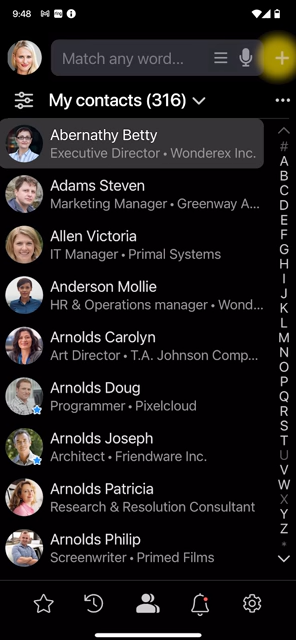 9:48
Match any word...
My contacts (316)
Abernathy Betty
Executive Director • Wonderex Inc.
Adams Steven
Marketing Manager • Greenway A...
Allen Victoria
IT Manager • Primal Systems
Anderson Mollie
HR & Operations manager • Wond...
Arnolds Carolyn
Art Director • T.A. Johnson Comp...
Arnolds Doug
Programmer • Pixelcloud
Arnolds Joseph
Architect • Friendware Inc.
Arnolds Patricia
Research & Resolution Consultant
Arnolds Philip
Screenwriter • Primed Films
#
A
B
C
D
E
F
G
H
I
J
K
L
M
N
O
P
Q
R
S
T
U
V
W
X
Y
Z